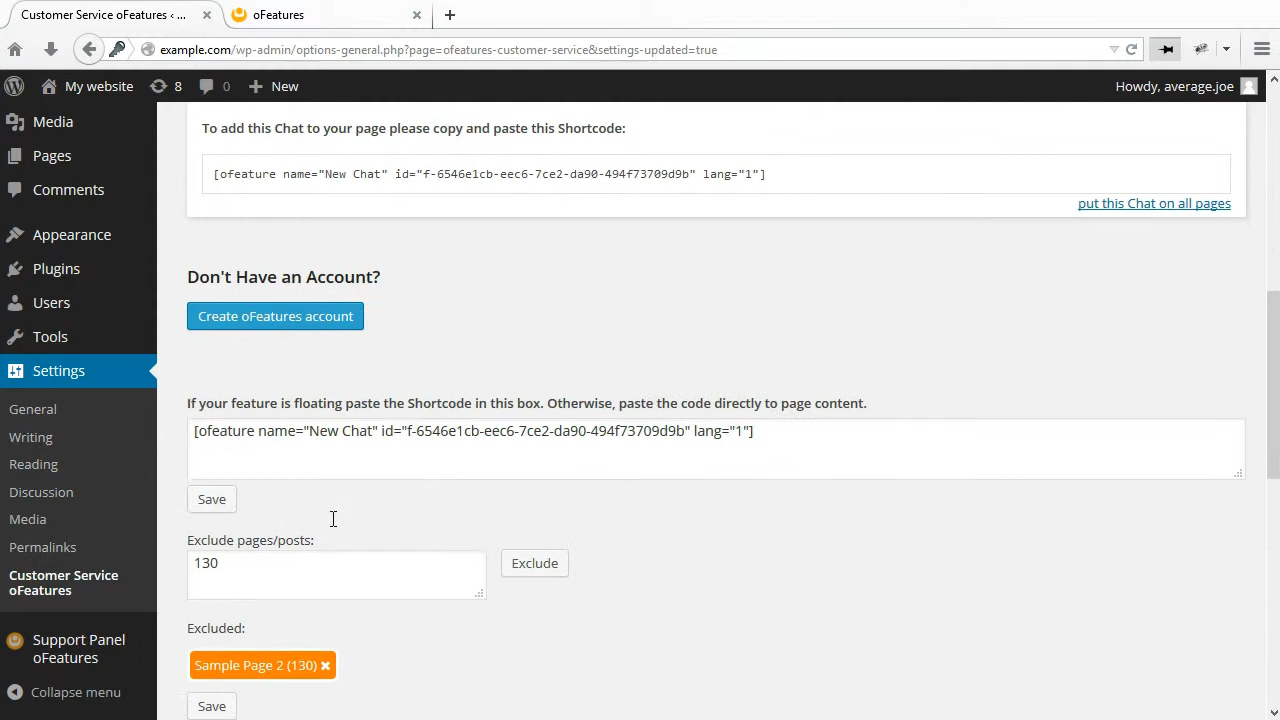 Customer Service oFeatures ‹ ...
oFeatures
example.com/wp-admin/options-general.php?page=ofeatures-customer-service&settings-updated=true
My website
8
0
New
Howdy, average.joe
Media
Pages
Comments
Appearance
Plugins
Users
Tools
Settings
General
Writing
Reading
Discussion
Media
Permalinks
Customer Service
oFeatures
Support Panel
oFeatures
Collapse menu
To add this Chat to your page please copy and paste this Shortcode:
[ofeature name="New Chat" id="f-6546e1cb-eec6-7ce2-da90-494f73709d9b" lang="1"]
put this Chat on all pages
Don't Have an Account?
Create oFeatures account
If your feature is floating paste the Shortcode in this box. Otherwise, paste the code directly to page content.
[ofeature name="New Chat" id="f-6546e1cb-eec6-7ce2-da90-494f73709d9b" lang="1"]
Save
Exclude pages/posts:
130
Exclude
Excluded:
Sample Page 2 (130)
Save